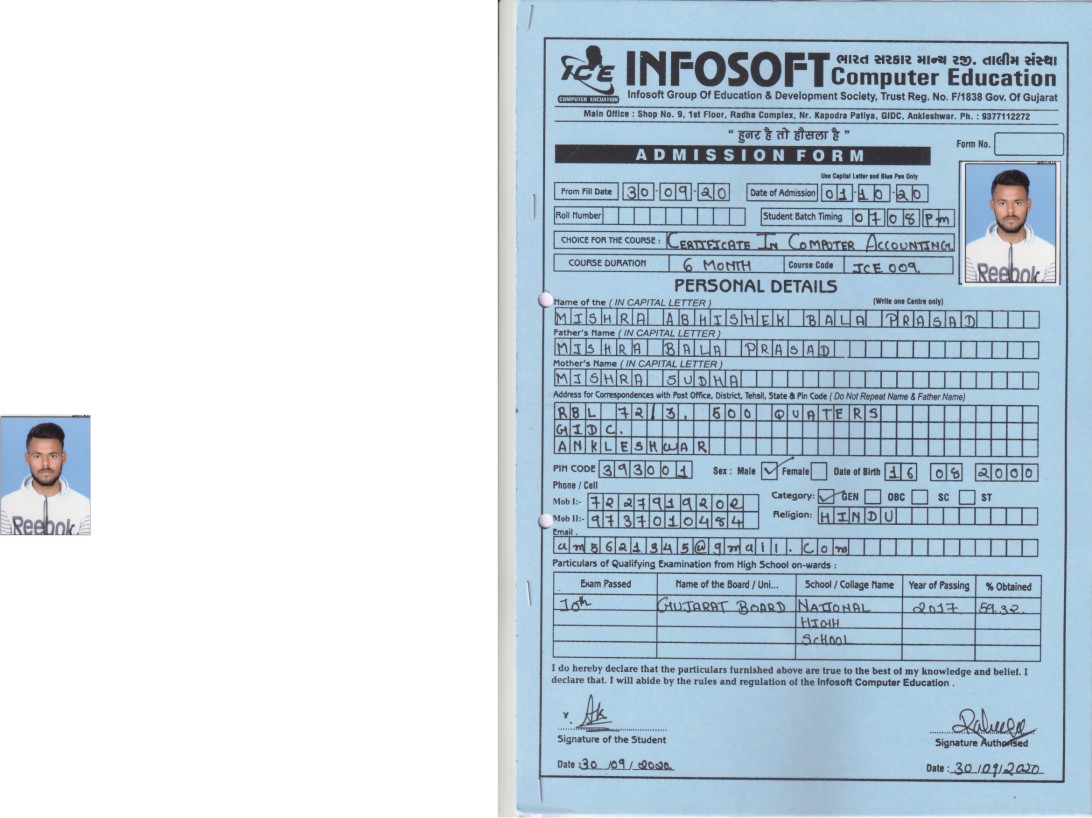 ICE
COMPUTER EDUCATION
INFOSOFT
ભારત સરકાર માન્ય રજી. તાલીમ સંસ્થા
Computer Education
Infosoft Group Of Education & Development Society, Trust Reg. No. F/1838 Gov. Of Gujarat
Main Office : Shop No. 9, 1st Floor, Radha Complex, Nr. Kapodra Patiya, GIDC, Ankleshwar. Ph. : 9377112272
" हुनर है तो हौसला है "
Form No.
ADMISSION FORM
Use Capital Letter and Blue Pen Only
From Fill Date 30-09-20 Date of Admission 01-10-20
Roll Number Student Batch Timing 0708Pm
CHOICE FOR THE COURSE : CERTIFICATE IN COMPUTER ACCOUNTING
COURSE DURATION 6 MONTH Course Code ICE 009
Reebok
Reebok
PERSONAL DETAILS
Name of the ( IN CAPITAL LETTER ) (Write one Centre only)
MISHRA ABHISHEK BALA PRASAD
Father's Name ( IN CAPITAL LETTER )
MISHRA BALA PRASAD
Mother's Name ( IN CAPITAL LETTER )
MISHRA SUDHA
Address for Correspondences with Post Office, District, Tehsil, State & Pin Code ( Do Not Repeat Name & Father Name)
RBL 72/3, 500 QUATERS
GIDC.
ANKLESHWAR
PIN CODE 393001 Sex : Male Female Date of Birth 16 08 2000
Phone / Cell
Mob I:- 7227919202 Category: GEN OBC SC ST
Mob II:- 9737010484 Religion: HINDU
Email .
am5621345@gmail.com
Particulars of Qualifying Examination from High School on-wards :
Exam Passed Name of the Board / Uni... School / Collage Name Year of Passing % Obtained
10th GUJARAT BOARD NATIONAL 2017 59.32
HIGH
SCHOOL
I do hereby declare that the particulars furnished above are true to the best of my knowledge and belief. I
declare that. I will abide by the rules and regulation of the Infosoft Computer Education .
Signature of the Student Signature Authorised
Date :30 /09/2020 Date : 30/09/2020